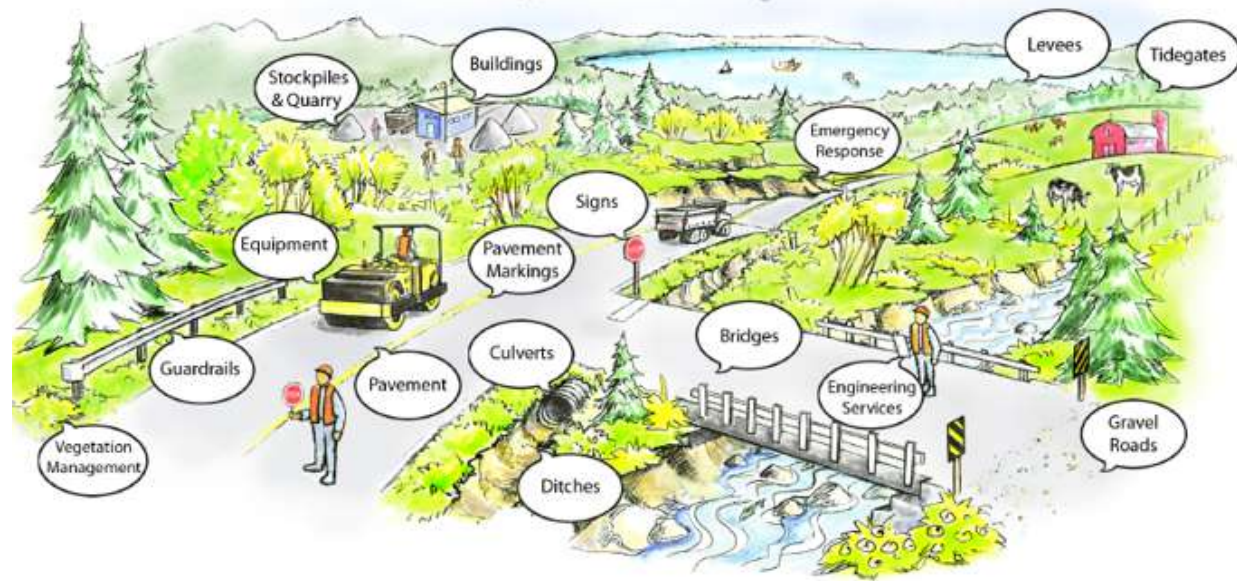 Levees
Tidegates
Buildings
Stockpiles
& Quarry
Emergency
Response
Signs
Equipment
Pavement
Markings
Bridges
Culverts
Guardrails
Pavement
Engineering
Services
Gravel
Roads
Vegetation
Management
Ditches